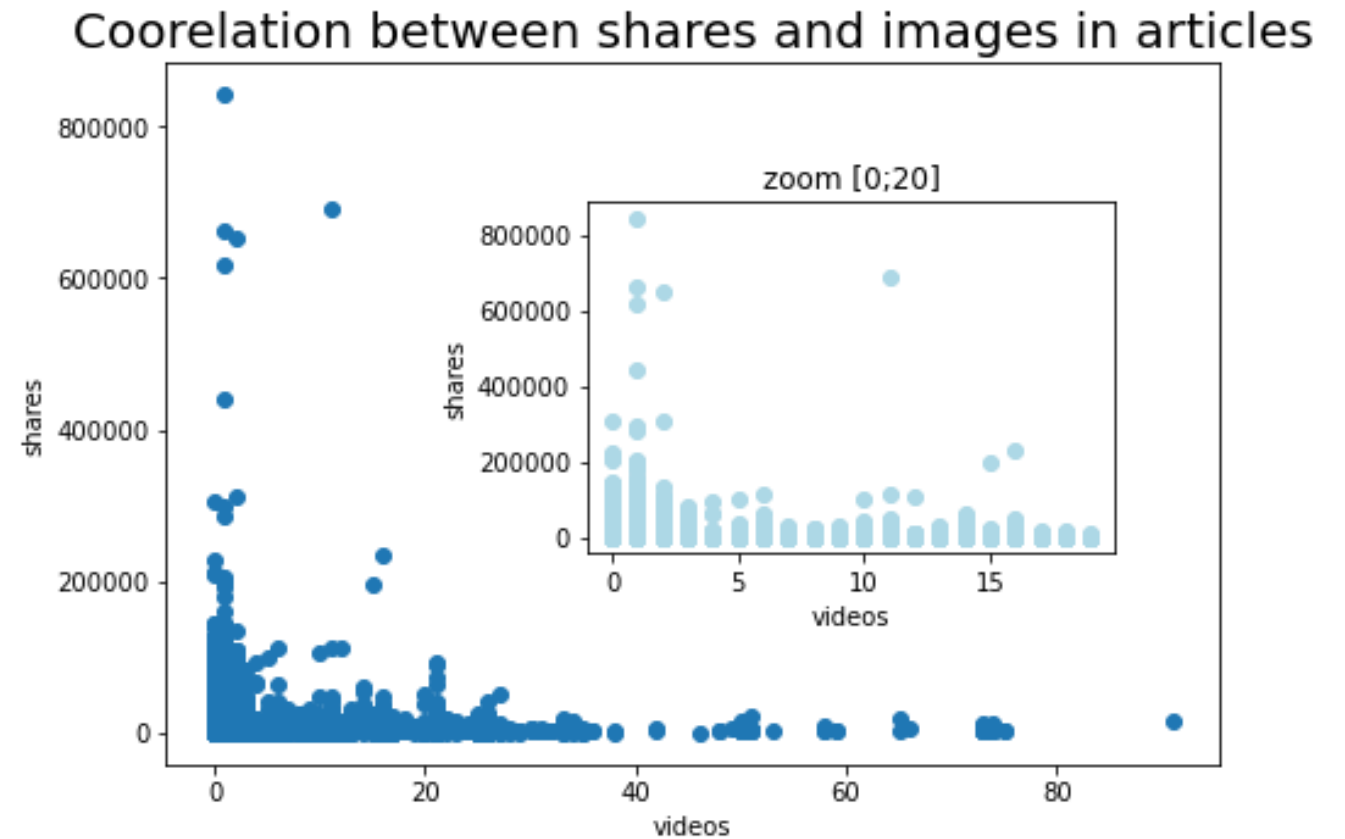 Coorelation between shares and images in articles
800000
600000
400000
200000
0
shares
0 20 40 60 80
videos
zoom [0;20]
800000
600000
400000
200000
0
shares
0 5 10 15
videos